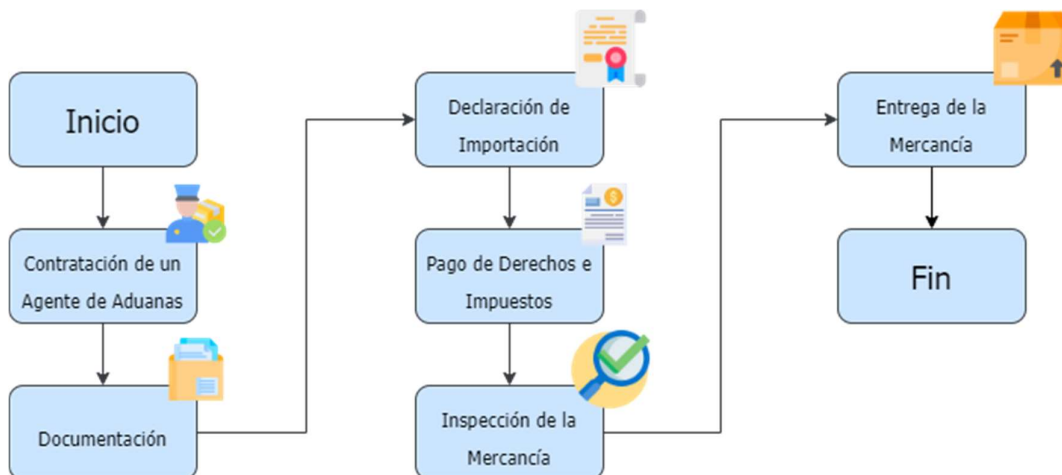 Inicio
Contratación de un
Agente de Aduanas
Documentación
Declaración de
Importación
Pago de Derechos e
Impuestos
Inspección de la
Mercancía
Entrega de la
Mercancía
Fin